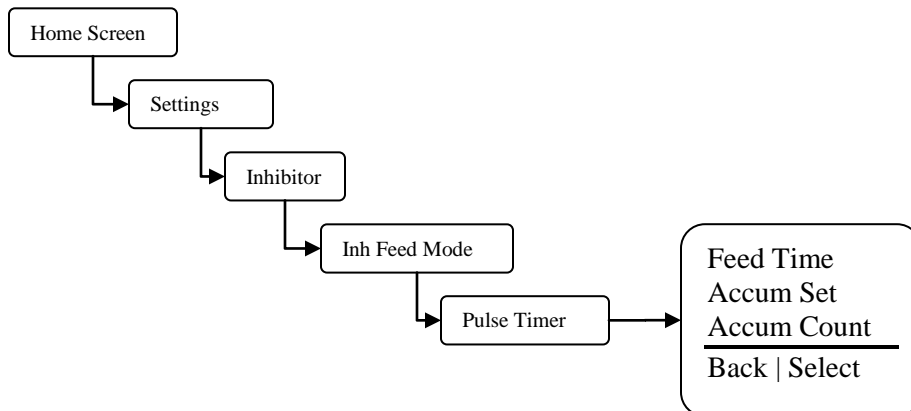 Home Screen
Settings
Inhibitor
Inh Feed Mode
Pulse Timer
Feed Time
Accum Set
Accum Count
Back | Select